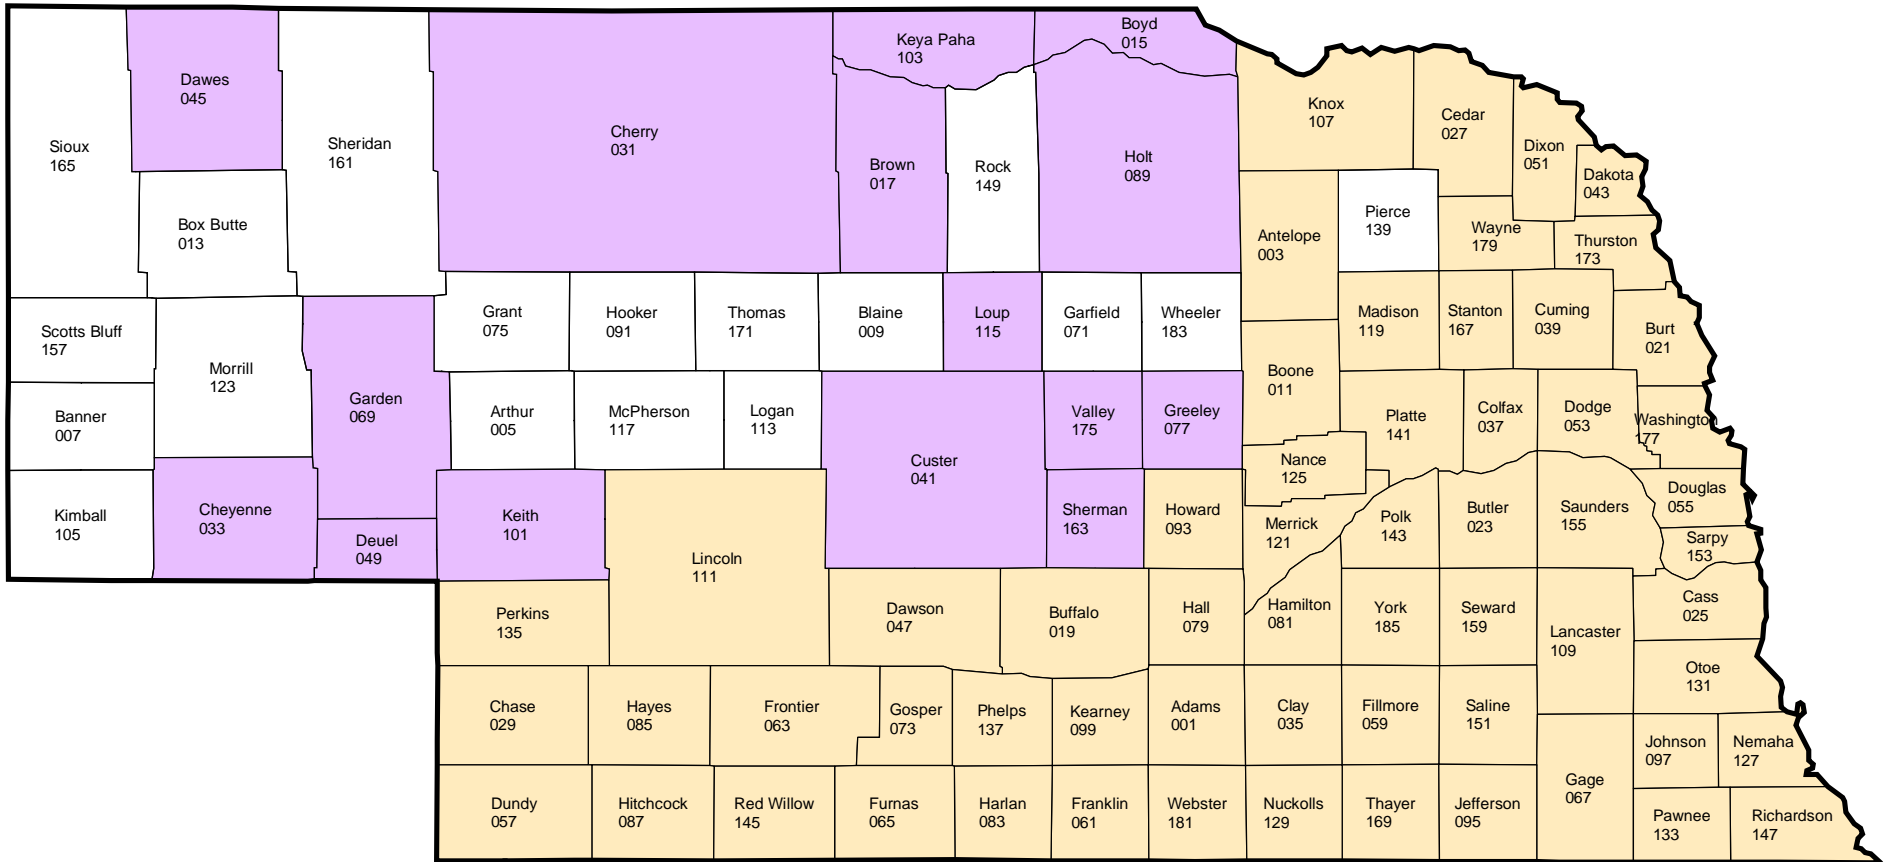 Boyd
015
Keya Paha
103
Dawes
045
Cherry
031
Sheridan
161
Sioux
165
Knox
107
Cedar
027
Dixon
051
Dakota
043
Brown
017
Rock
149
Holt
089
Box Butte
013
Pierce
139
Antelope
003
Wayne
179
Thurston
173
Scotts Bluff
157
Morrill
123
Garden
069
Grant
075
Hooker
091
Thomas
171
Blaine
009
Loup
115
Garfield
071
Wheeler
183
Madison
119
Stanton
167
Cuming
039
Burt
021
Banner
007
Arthur
005
McPherson
117
Logan
113
Custer
041
Valley
175
Greeley
077
Boone
011
Platte
141
Colfax
037
Dodge
053
Washington
177
Nance
125
Kimball
105
Cheyenne
033
Deuel
049
Keith
101
Lincoln
111
Sherman
163
Howard
093
Merrick
121
Polk
143
Butler
023
Saunders
155
Douglas
055
Sarpy
153
Perkins
135
Dawson
047
Buffalo
019
Hall
079
Hamilton
081
York
185
Seward
159
Lancaster
109
Cass
025
Otoe
131
Chase
029
Hayes
085
Frontier
063
Gosper
073
Phelps
137
Kearney
099
Adams
001
Clay
035
Fillmore
059
Saline
151
Johnson
097
Nemaha
127
Gage
067
Dundy
057
Hitchcock
087
Red Willow
145
Furnas
065
Harlan
083
Franklin
061
Webster
181
Nuckolls
129
Thayer
169
Jefferson
095
Pawnee
133
Richardson
147